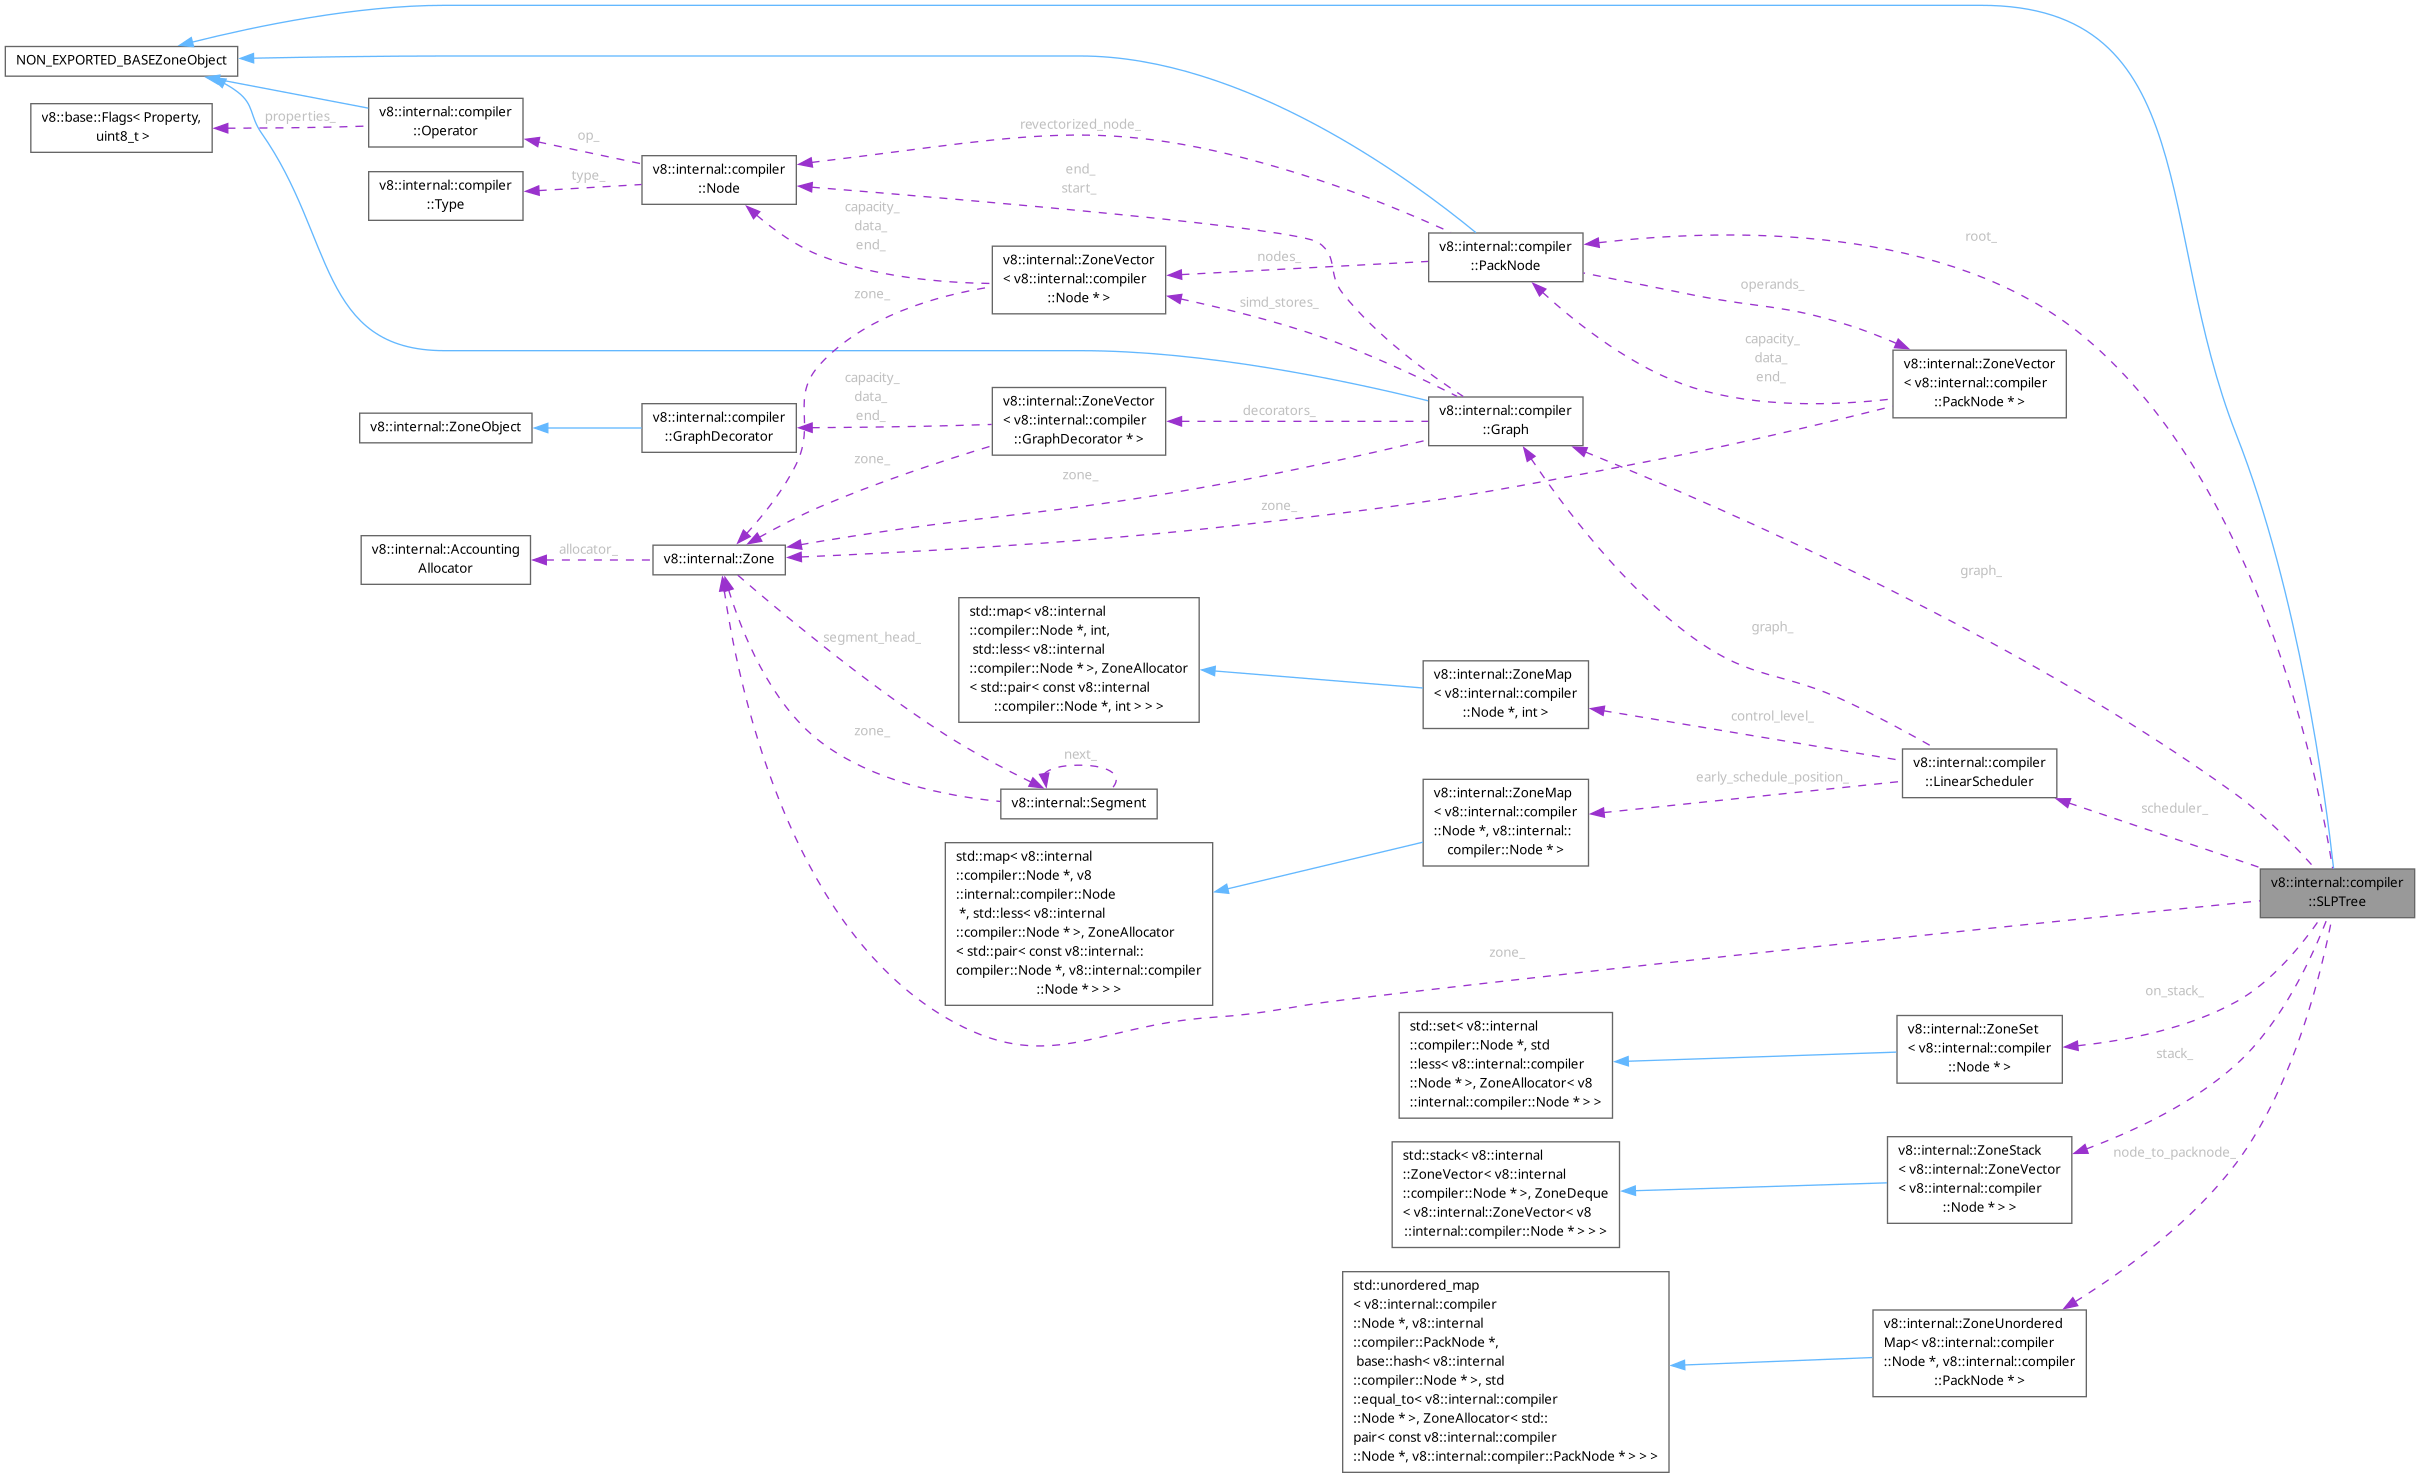 NON_EXPORTED_BASEZoneObject
v8::base::Flags< Property,
uint8_t >
properties_
v8::internal::compiler
::Operator
v8::internal::compiler
::Type
op_
type_
v8::internal::compiler
::Node
revectorized_node_
end_
start_
capacity_
data_
end_
zone_
v8::internal::ZoneVector
< v8::internal::compiler
::Node * >
nodes_
simd_stores_
v8::internal::compiler
::PackNode
root_
operands_
capacity_
data_
end_
v8::internal::ZoneVector
< v8::internal::compiler
::PackNode * >
v8::internal::ZoneObject
v8::internal::compiler
::GraphDecorator
capacity_
data_
end_
zone_
v8::internal::ZoneVector
< v8::internal::compiler
::GraphDecorator * >
decorators_
zone_
v8::internal::compiler
::Graph
zone_
graph_
graph_
v8::internal::Accounting
Allocator
allocator_
v8::internal::Zone
segment_head_
zone_
next_
v8::internal::Segment
std::map< v8::internal
::compiler::Node *, int,
std::less< v8::internal
::compiler::Node * >, ZoneAllocator
< std::pair< const v8::internal
::compiler::Node *, int > > >
v8::internal::ZoneMap
< v8::internal::compiler
::Node *, int >
control_level_
early_schedule_position_
v8::internal::compiler
::LinearScheduler
scheduler_
v8::internal::ZoneMap
< v8::internal::compiler
::Node *, v8::internal::
compiler::Node * >
std::map< v8::internal
::compiler::Node *, v8
::internal::compiler::Node
*, std::less< v8::internal
::compiler::Node * >, ZoneAllocator
< std::pair< const v8::internal::
compiler::Node *, v8::internal::compiler
::Node * > > >
v8::internal::compiler
::SLPTree
zone_
on_stack_
stack_
node_to_packnode_
std::set< v8::internal
::compiler::Node *, std
::less< v8::internal::compiler
::Node * >, ZoneAllocator< v8
::internal::compiler::Node * > >
v8::internal::ZoneSet
< v8::internal::compiler
::Node * >
std::stack< v8::internal
::ZoneVector< v8::internal
::compiler::Node * >, ZoneDeque
< v8::internal::ZoneVector< v8
::internal::compiler::Node * > > >
v8::internal::ZoneStack
< v8::internal::ZoneVector
< v8::internal::compiler
::Node * > >
std::unordered_map
< v8::internal::compiler
::Node *, v8::internal
::compiler::PackNode *,
base::hash< v8::internal
::compiler::Node * >, std
::equal_to< v8::internal::compiler
::Node * >, ZoneAllocator< std::
pair< const v8::internal::compiler
::Node *, v8::internal::compiler::PackNode * > > >
v8::internal::ZoneUnordered
Map< v8::internal::compiler
::Node *, v8::internal::compiler
::PackNode * >